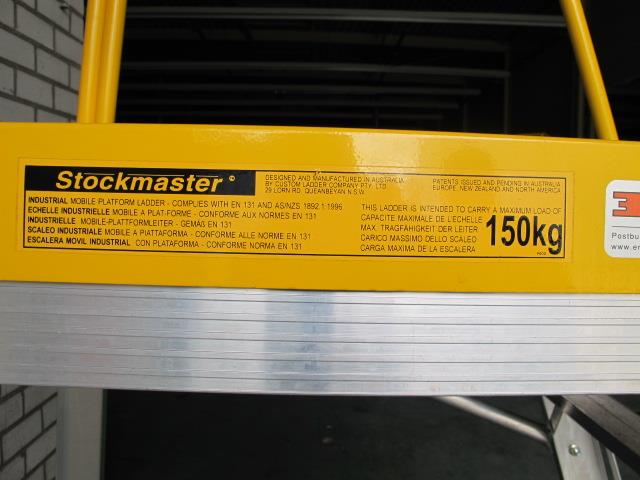 Stockmaster ©
DESIGNED AND MANUFACTURED IN AUSTRALIA
BY CUSTOM LADDER COMPANY PTY. LTD
29 LORN RD. QUEANBEYAN N.S.W.
PATENTS ISSUED AND PENDING IN AUSTRALIA
EUROPE, NEW ZEALAND AND NORTH AMERICA
INDUSTRIAL MOBILE PLATFORM LADDER - COMPLIES WITH EN 131 AND AS/NZS 1892.1:1996
ECHELLE INDUSTRIELLE MOBILE A PLAT-FORME - CONFORME AUX NORMES EN 131
INDUSTRIELLE MOBILE-PLATTFORMLEITER - GEMÄß EN 131
SCALEO INDUSTRIALE MOBILE A PIATTAFORMA - CONFORME ALLE NORME EN 131
ESCALERA MOVIL INDUSTRIAL CON PLATAFORMA - CONFORME NORMA EN 131
THIS LADDER IS INTENDED TO CARRY A MAXIMUM LOAD OF
CAPACITE MAXIMALE DE L'ECHELLE
MAX. TRAGFAHIGKEIT DER LEITER
CARICO MASSIMO DELLO SCALEO
CARGA MAXIMA DE LA ESCALERA
150kg
Postbu
www.er